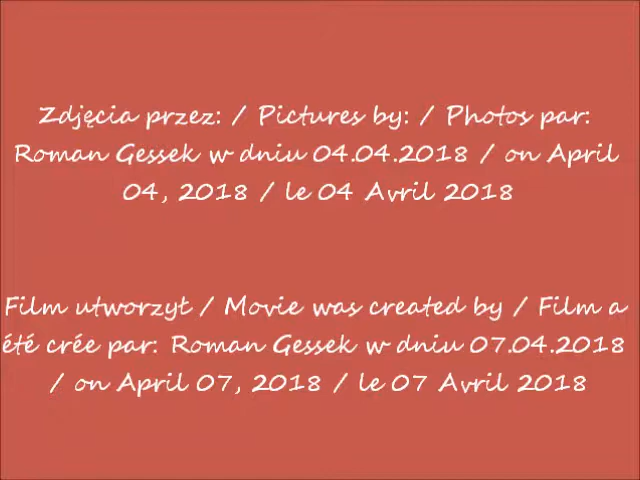 Zdjęcia przez: / Pictures by: / Photos par:
Roman Gessek w dniu 04.04.2018 / on April
04, 2018 / le 04 Avril 2018
Film utworzył / Movie was created by / Film a
été crée par: Roman Gessek w dniu 07.04.2018
/ on April 07, 2018 / le 07 Avril 2018